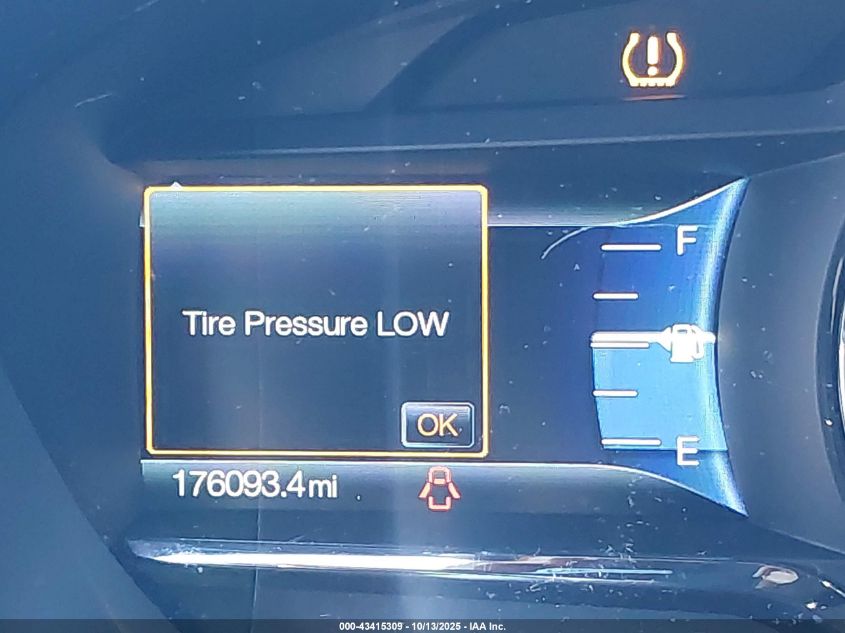 F
Tire Pressure LOW
OK
E
176093.4mi
000-43415309 - 10/13/2025 - IAA Inc.